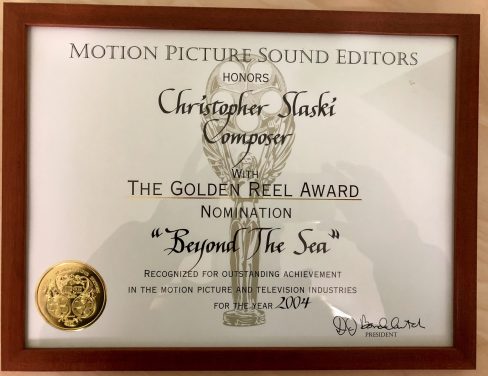 MOTION PICTURE SOUND EDITORS
HONORS
Christopher Slaski
Composer
WITH
THE GOLDEN REEL AWARD
NOMINATION
"Beyond The Sea"
RECOGNIZED FOR OUTSTANDING ACHIEVEMENT
IN THE MOTION PICTURE AND TELEVISION INDUSTRIES
FOR THE YEAR 2004
PRESIDENT